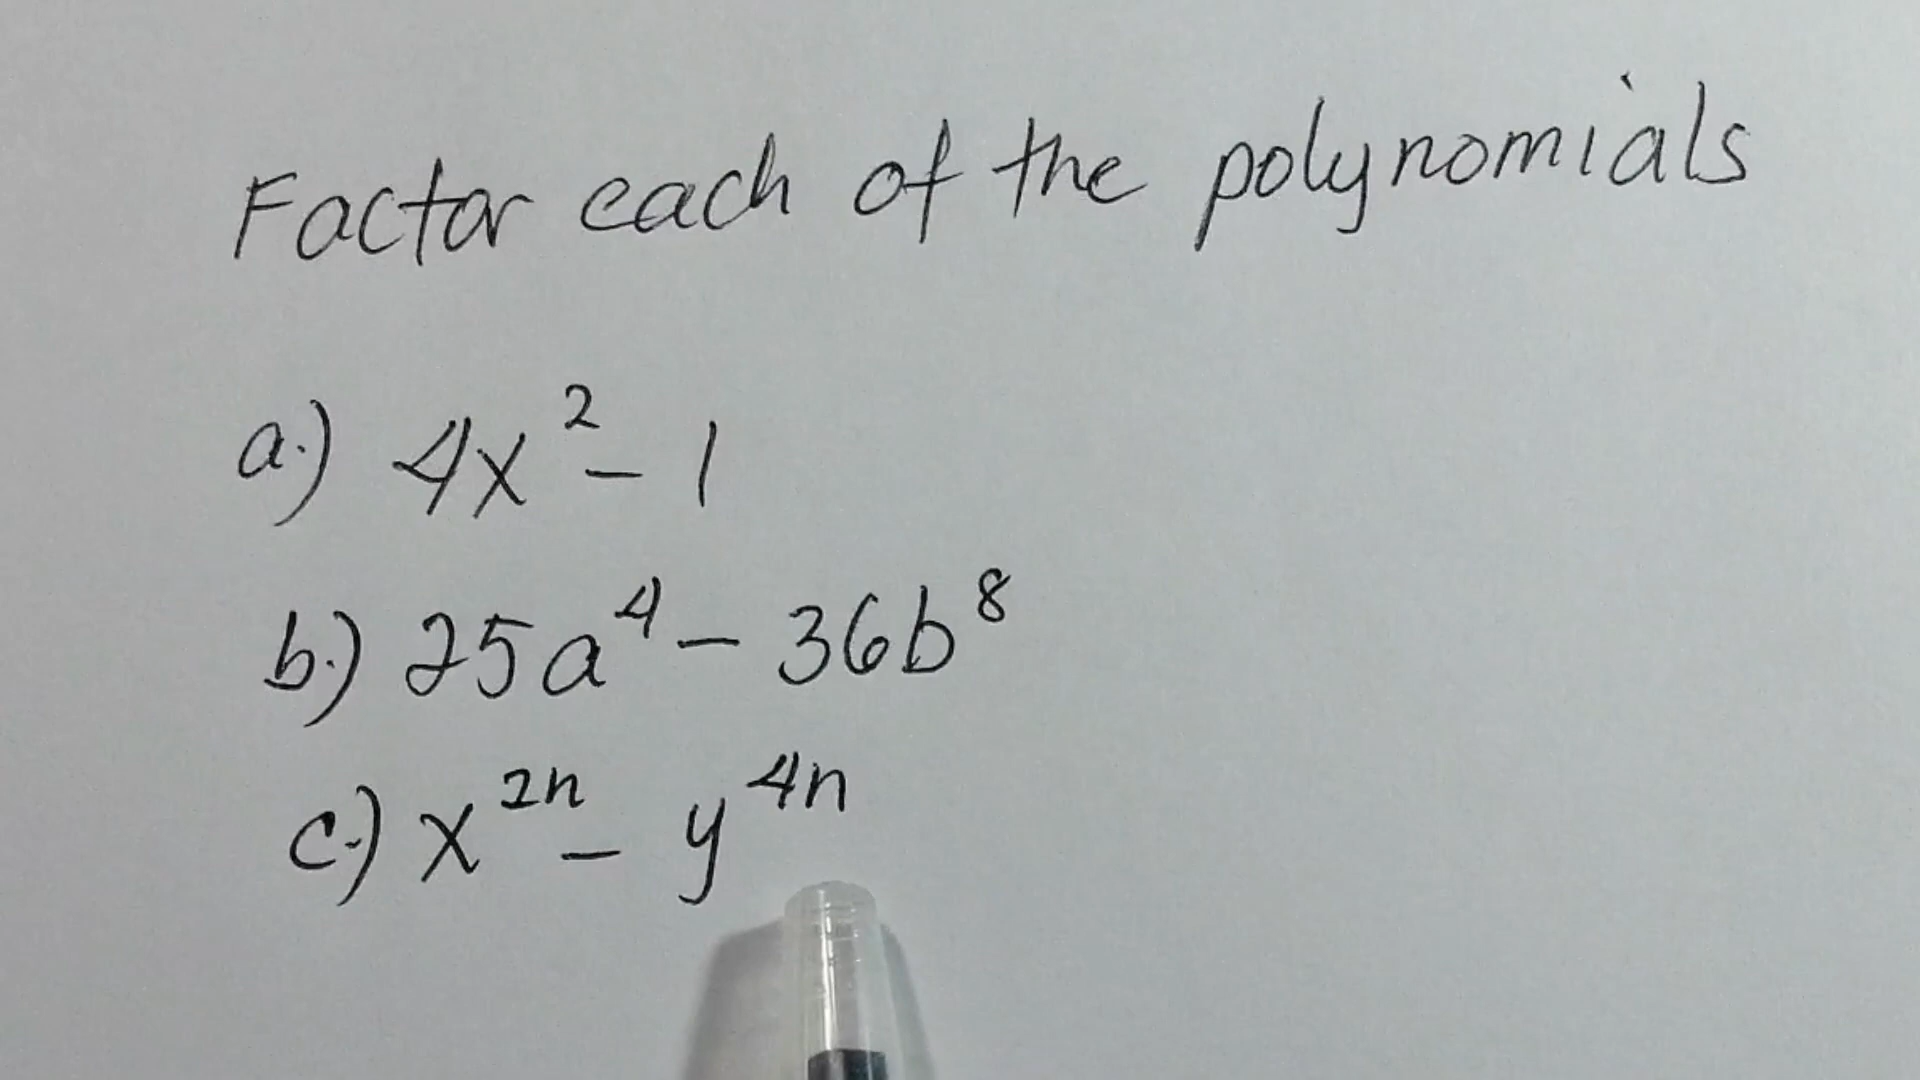 Factor each of the polynomials
a.) 4x² - 1
b.) 25a⁴ - 36b⁸
c.) x²ⁿ - y⁴ⁿ